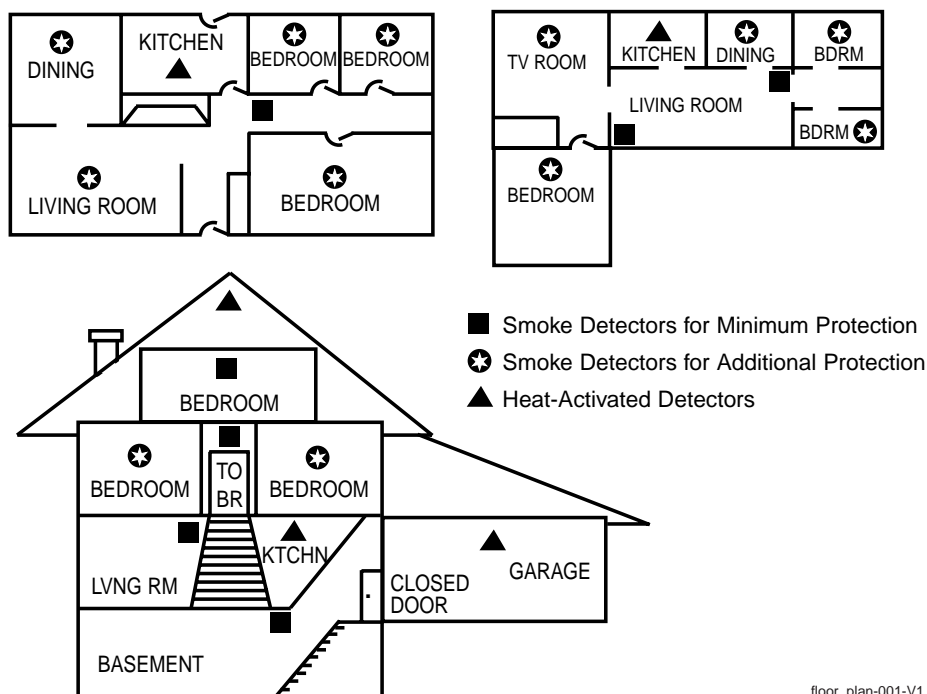 DINING
KITCHEN
BEDROOM
BEDROOM
LIVING ROOM
BEDROOM
TV ROOM
KITCHEN
DINING
BDRM
LIVING ROOM
BDRM
BEDROOM
Smoke Detectors for Minimum Protection
Smoke Detectors for Additional Protection
Heat-Activated Detectors
BEDROOM
BEDROOM
TO
BR
BEDROOM
LVNG RM
KTCHN
CLOSED
DOOR
GARAGE
BASEMENT
floor_plan-001-V1